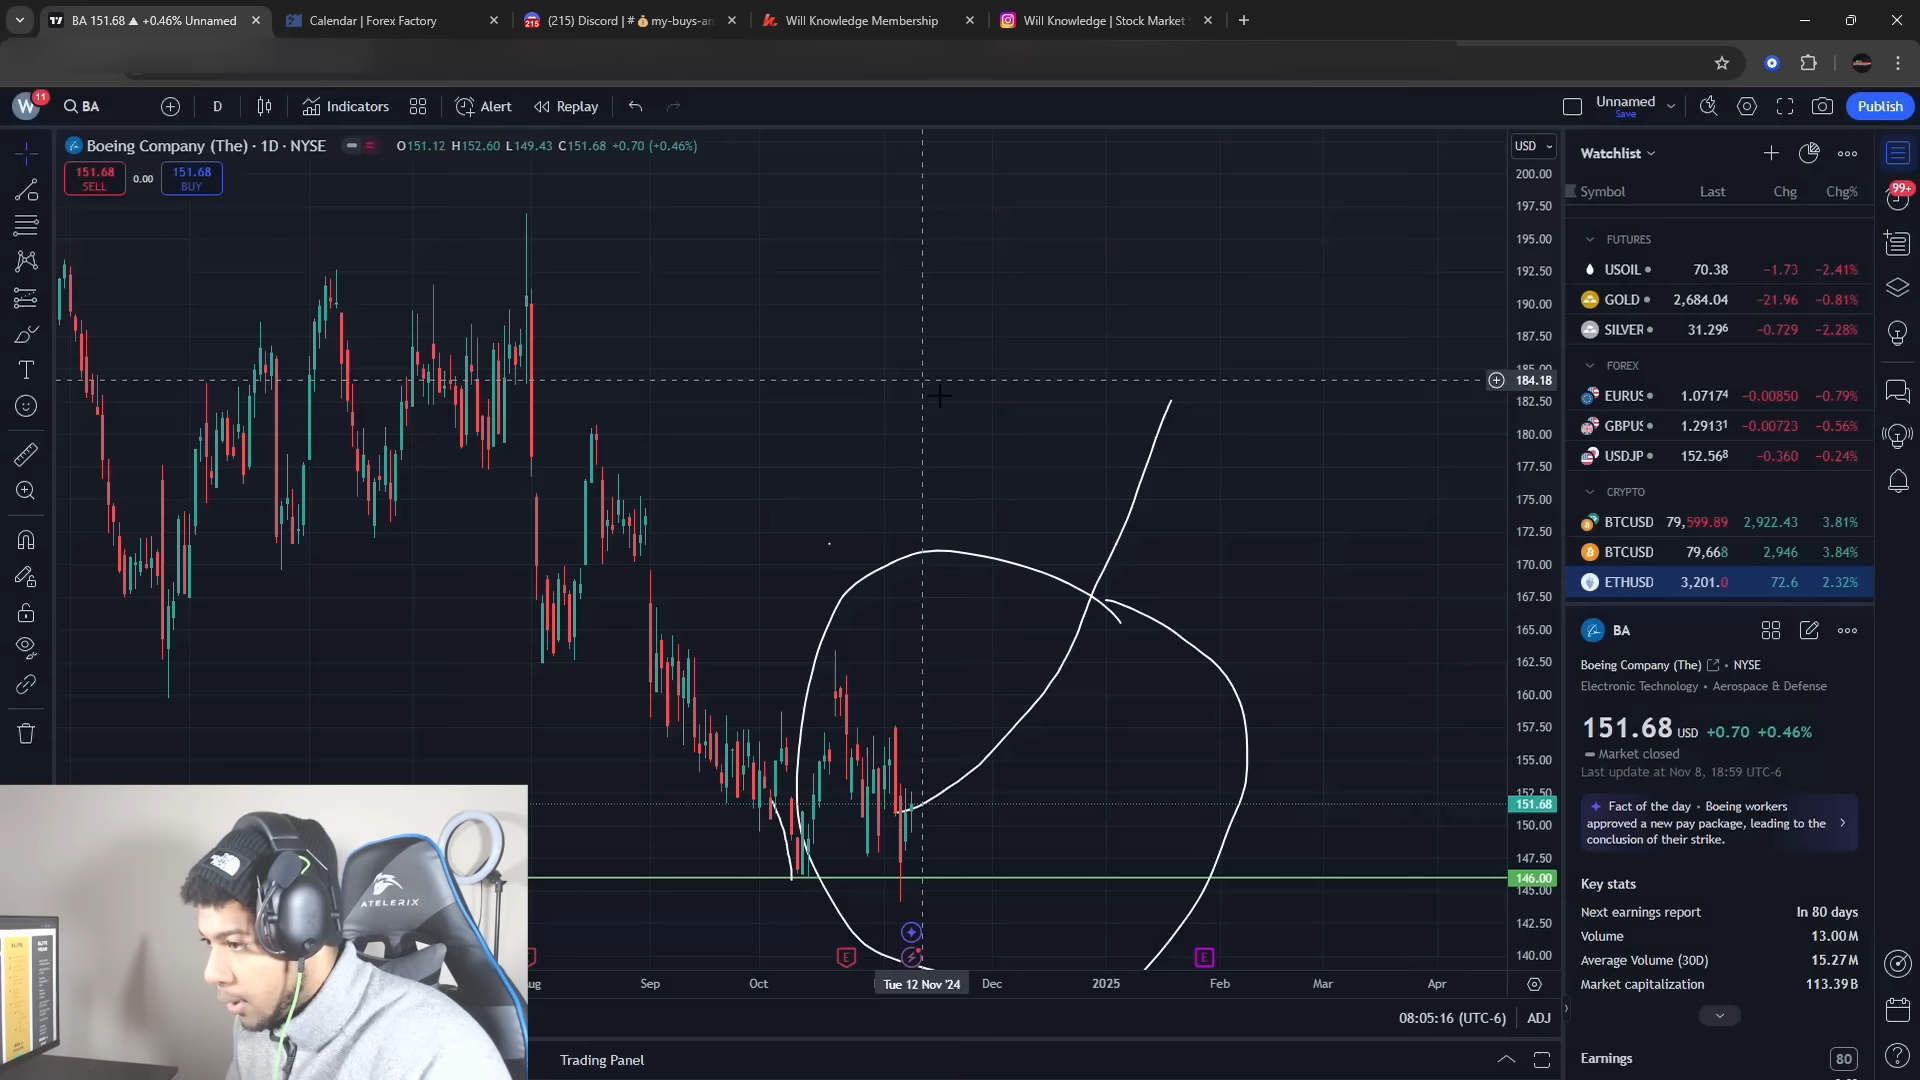 BA 151.68 ▲ +0.46% Unnamed
Calendar | Forex Factory
(215) Discord | # 💰my-buys-an
Will Knowledge Membership
Will Knowledge | Stock Market
W 11
BA
D
Indicators
Alert
Replay
Unnamed
Save
Publish
Boeing Company (The) · 1D · NYSE
O151.12 H152.60 L149.43 C151.68 +0.70 (+0.46%)
151.68
SELL
0.00
151.68
BUY
USD
200.00
197.50
195.00
192.50
190.00
187.50
185.00
184.18
182.50
180.00
177.50
175.00
172.50
170.00
167.50
165.00
162.50
160.00
157.50
155.00
152.50
151.68
150.00
147.50
146.00
145.00
142.50
140.00
E
E
Sep
Oct
Tue 12 Nov '24
Dec
2025
Feb
Mar
Apr
08:05:16 (UTC-6)
ADJ
Trading Panel
Watchlist
Symbol Last Chg Chg%
FUTURES
USOIL 70.38 −1.73 −2.41%
GOLD 2,684.04 −21.96 −0.81%
SILVER 31.296 −0.729 −2.28%
FOREX
EURUS 1.07174 −0.00850 −0.79%
GBPUS 1.29131 −0.00723 −0.56%
USDJP 152.568 −0.360 −0.24%
CRYPTO
BTCUSD 79,599.89 2,922.43 3.81%
BTCUSD 79,668 2,946 3.84%
ETHUSD 3,201.0 72.6 2.32%
BA
Boeing Company (The) • NYSE
Electronic Technology • Aerospace & Defense
151.68 USD +0.70 +0.46%
Market closed
Last update at Nov 8, 18:59 UTC-6
Fact of the day • Boeing workers
approved a new pay package, leading to the
conclusion of their strike.
Key stats
Next earnings report In 80 days
Volume 13.00M
Average Volume (30D) 15.27M
Market capitalization 113.39B
Earnings 80
99+
THE NORTH FACE
ATELERIX